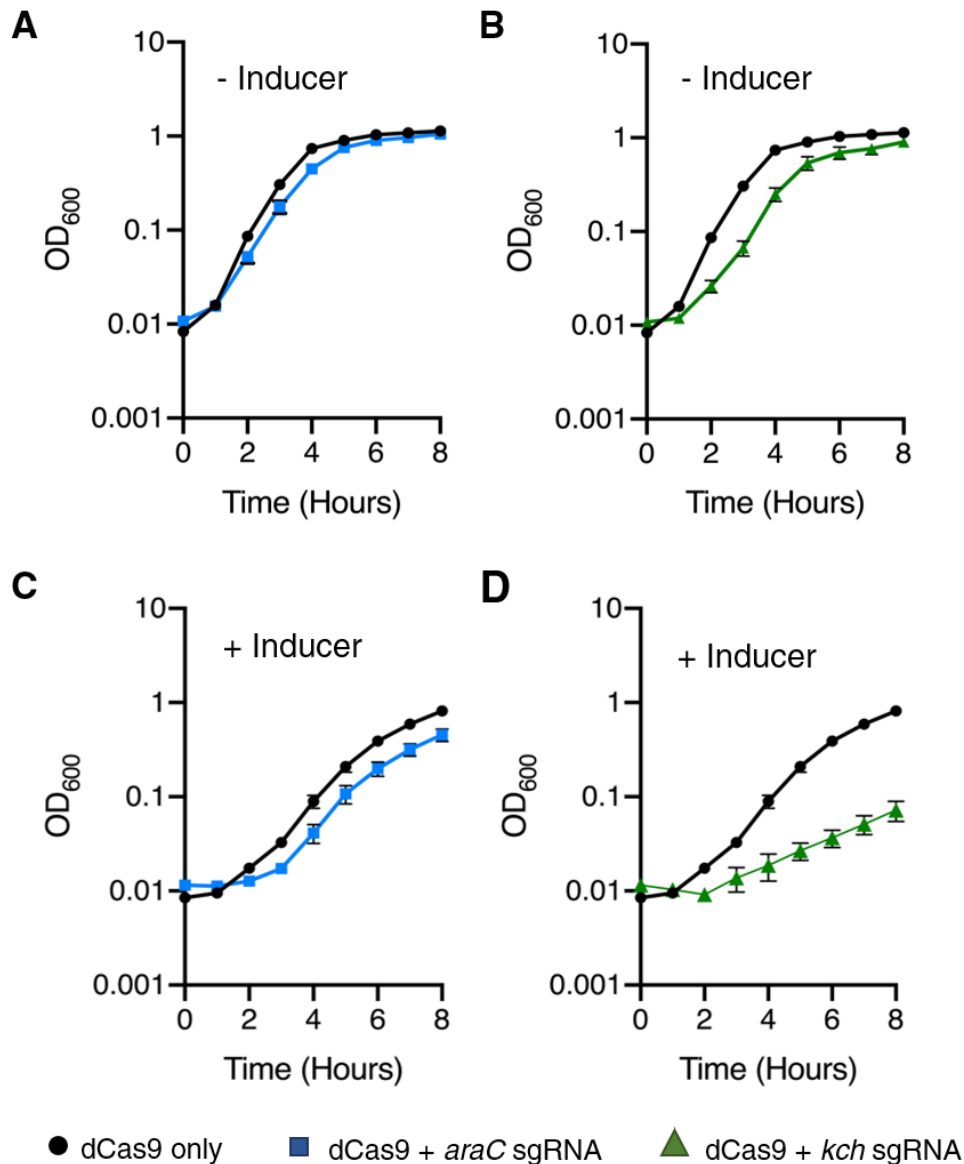 A
10
- Inducer
1
OD600
0.1
0.01
0.001
0 2 4 6 8
Time (Hours)
B
10
- Inducer
1
OD600
0.1
0.01
0.001
0 2 4 6 8
Time (Hours)
C
10
+ Inducer
1
OD600
0.1
0.01
0.001
0 2 4 6 8
Time (Hours)
D
10
+ Inducer
1
OD600
0.1
0.01
0.001
0 2 4 6 8
Time (Hours)
dCas9 only dCas9 + araC sgRNA dCas9 + kch sgRNA